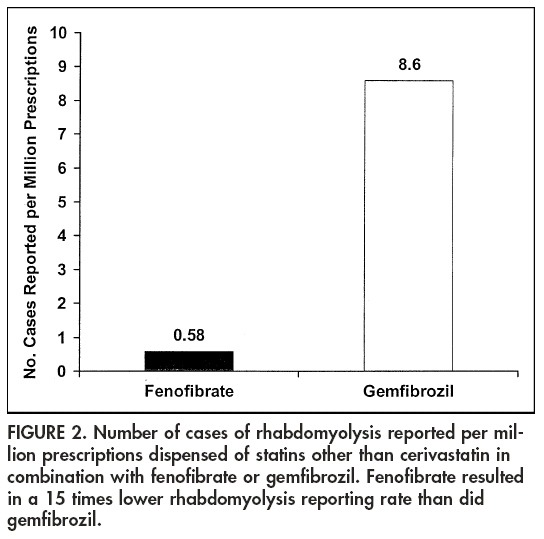 No. Cases Reported per Million Prescriptions
10
9
8
7
6
5
4
3
2
1
0
0.58
8.6
Fenofibrate
Gemfibrozil
FIGURE 2. Number of cases of rhabdomyolysis reported per mil-
lion prescriptions dispensed of statins other than cerivastatin in
combination with fenofibrate or gemfibrozil. Fenofibrate resulted
in a 15 times lower rhabdomyolysis reporting rate than did
gemfibrozil.